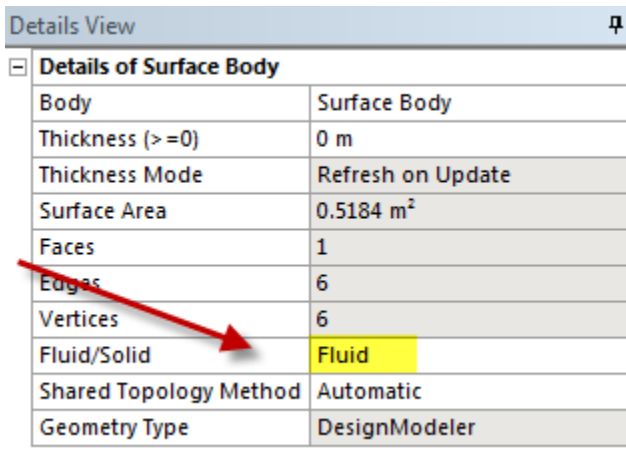 Details View
Details of Surface Body
Body Surface Body
Thickness (>=0) 0 m
Thickness Mode Refresh on Update
Surface Area 0.5184 m²
Faces 1
Edges 6
Vertices 6
Fluid/Solid Fluid
Shared Topology Method Automatic
Geometry Type DesignModeler